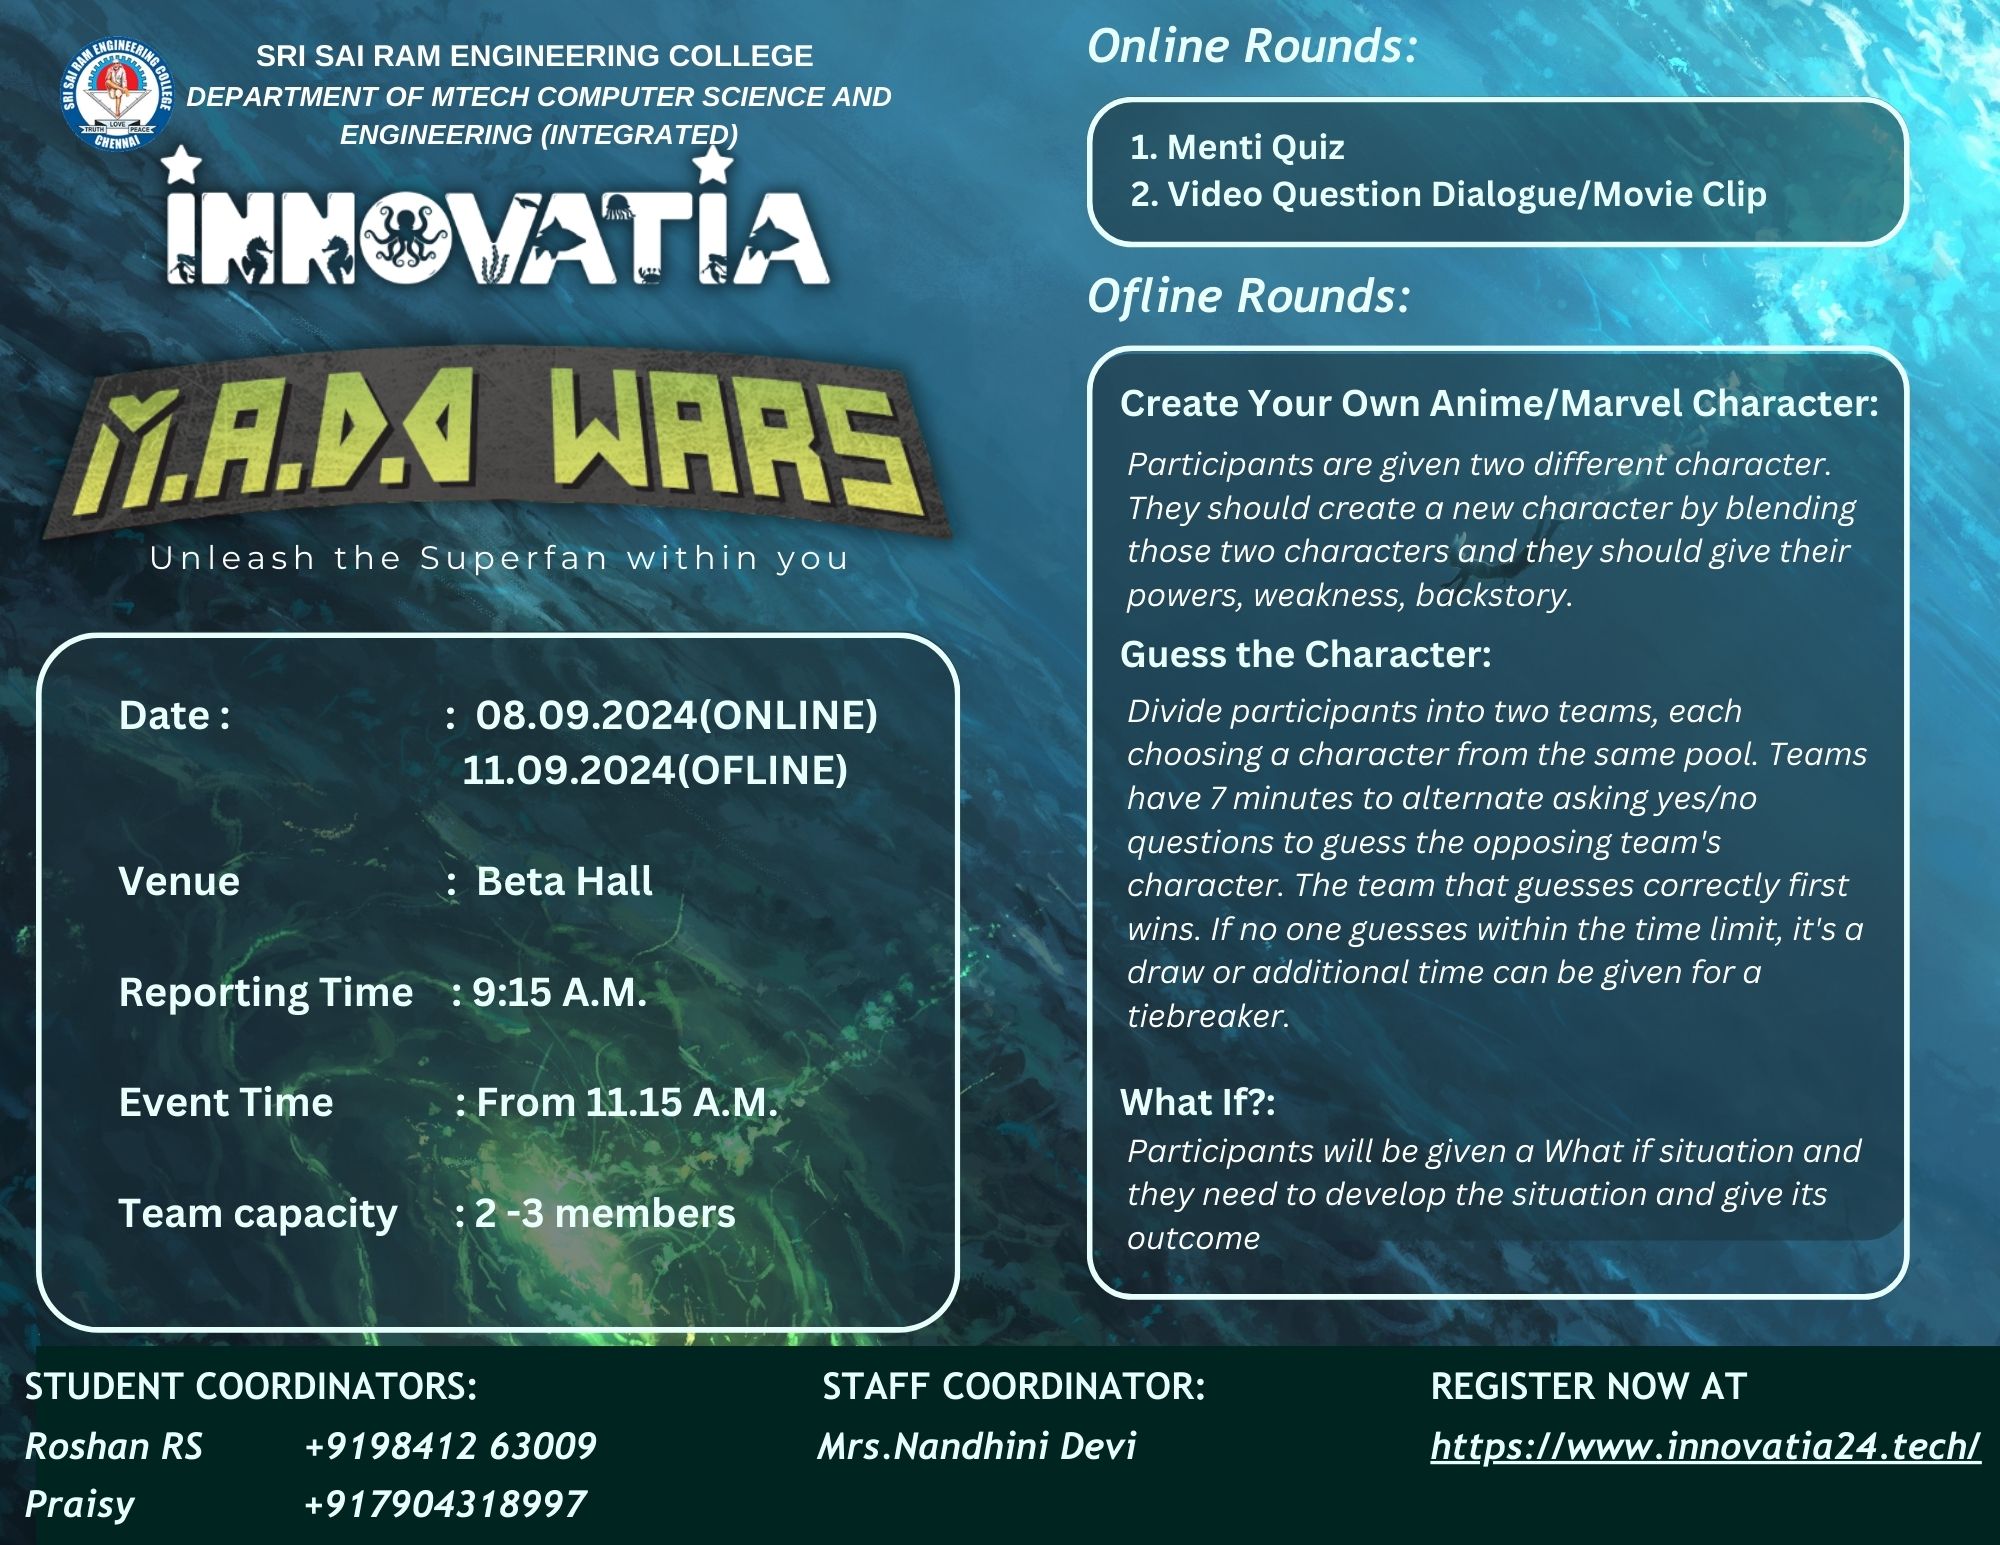 SRI SAI RAM ENGINEERING COLLEGE
CHENNAI
TRUTH LOVE PEACE
SRI SAI RAM ENGINEERING COLLEGE
DEPARTMENT OF MTECH COMPUTER SCIENCE AND
ENGINEERING (INTEGRATED)
INNOVATIA
M.A.D.D WARS
Unleash the Superfan within you
Date : : 08.09.2024(ONLINE)
11.09.2024(OFLINE)
Venue : Beta Hall
Reporting Time : 9:15 A.M.
Event Time : From 11.15 A.M.
Team capacity : 2 -3 members
Online Rounds:
1. Menti Quiz
2. Video Question Dialogue/Movie Clip
Ofline Rounds:
Create Your Own Anime/Marvel Character:
Participants are given two different character.
They should create a new character by blending
those two characters and they should give their
powers, weakness, backstory.
Guess the Character:
Divide participants into two teams, each
choosing a character from the same pool. Teams
have 7 minutes to alternate asking yes/no
questions to guess the opposing team's
character. The team that guesses correctly first
wins. If no one guesses within the time limit, it's a
draw or additional time can be given for a
tiebreaker.
What If?:
Participants will be given a What if situation and
they need to develop the situation and give its
outcome
STUDENT COORDINATORS:
Roshan RS +9198412 63009
Praisy +917904318997
STAFF COORDINATOR:
Mrs.Nandhini Devi
REGISTER NOW AT
https://www.innovatia24.tech/